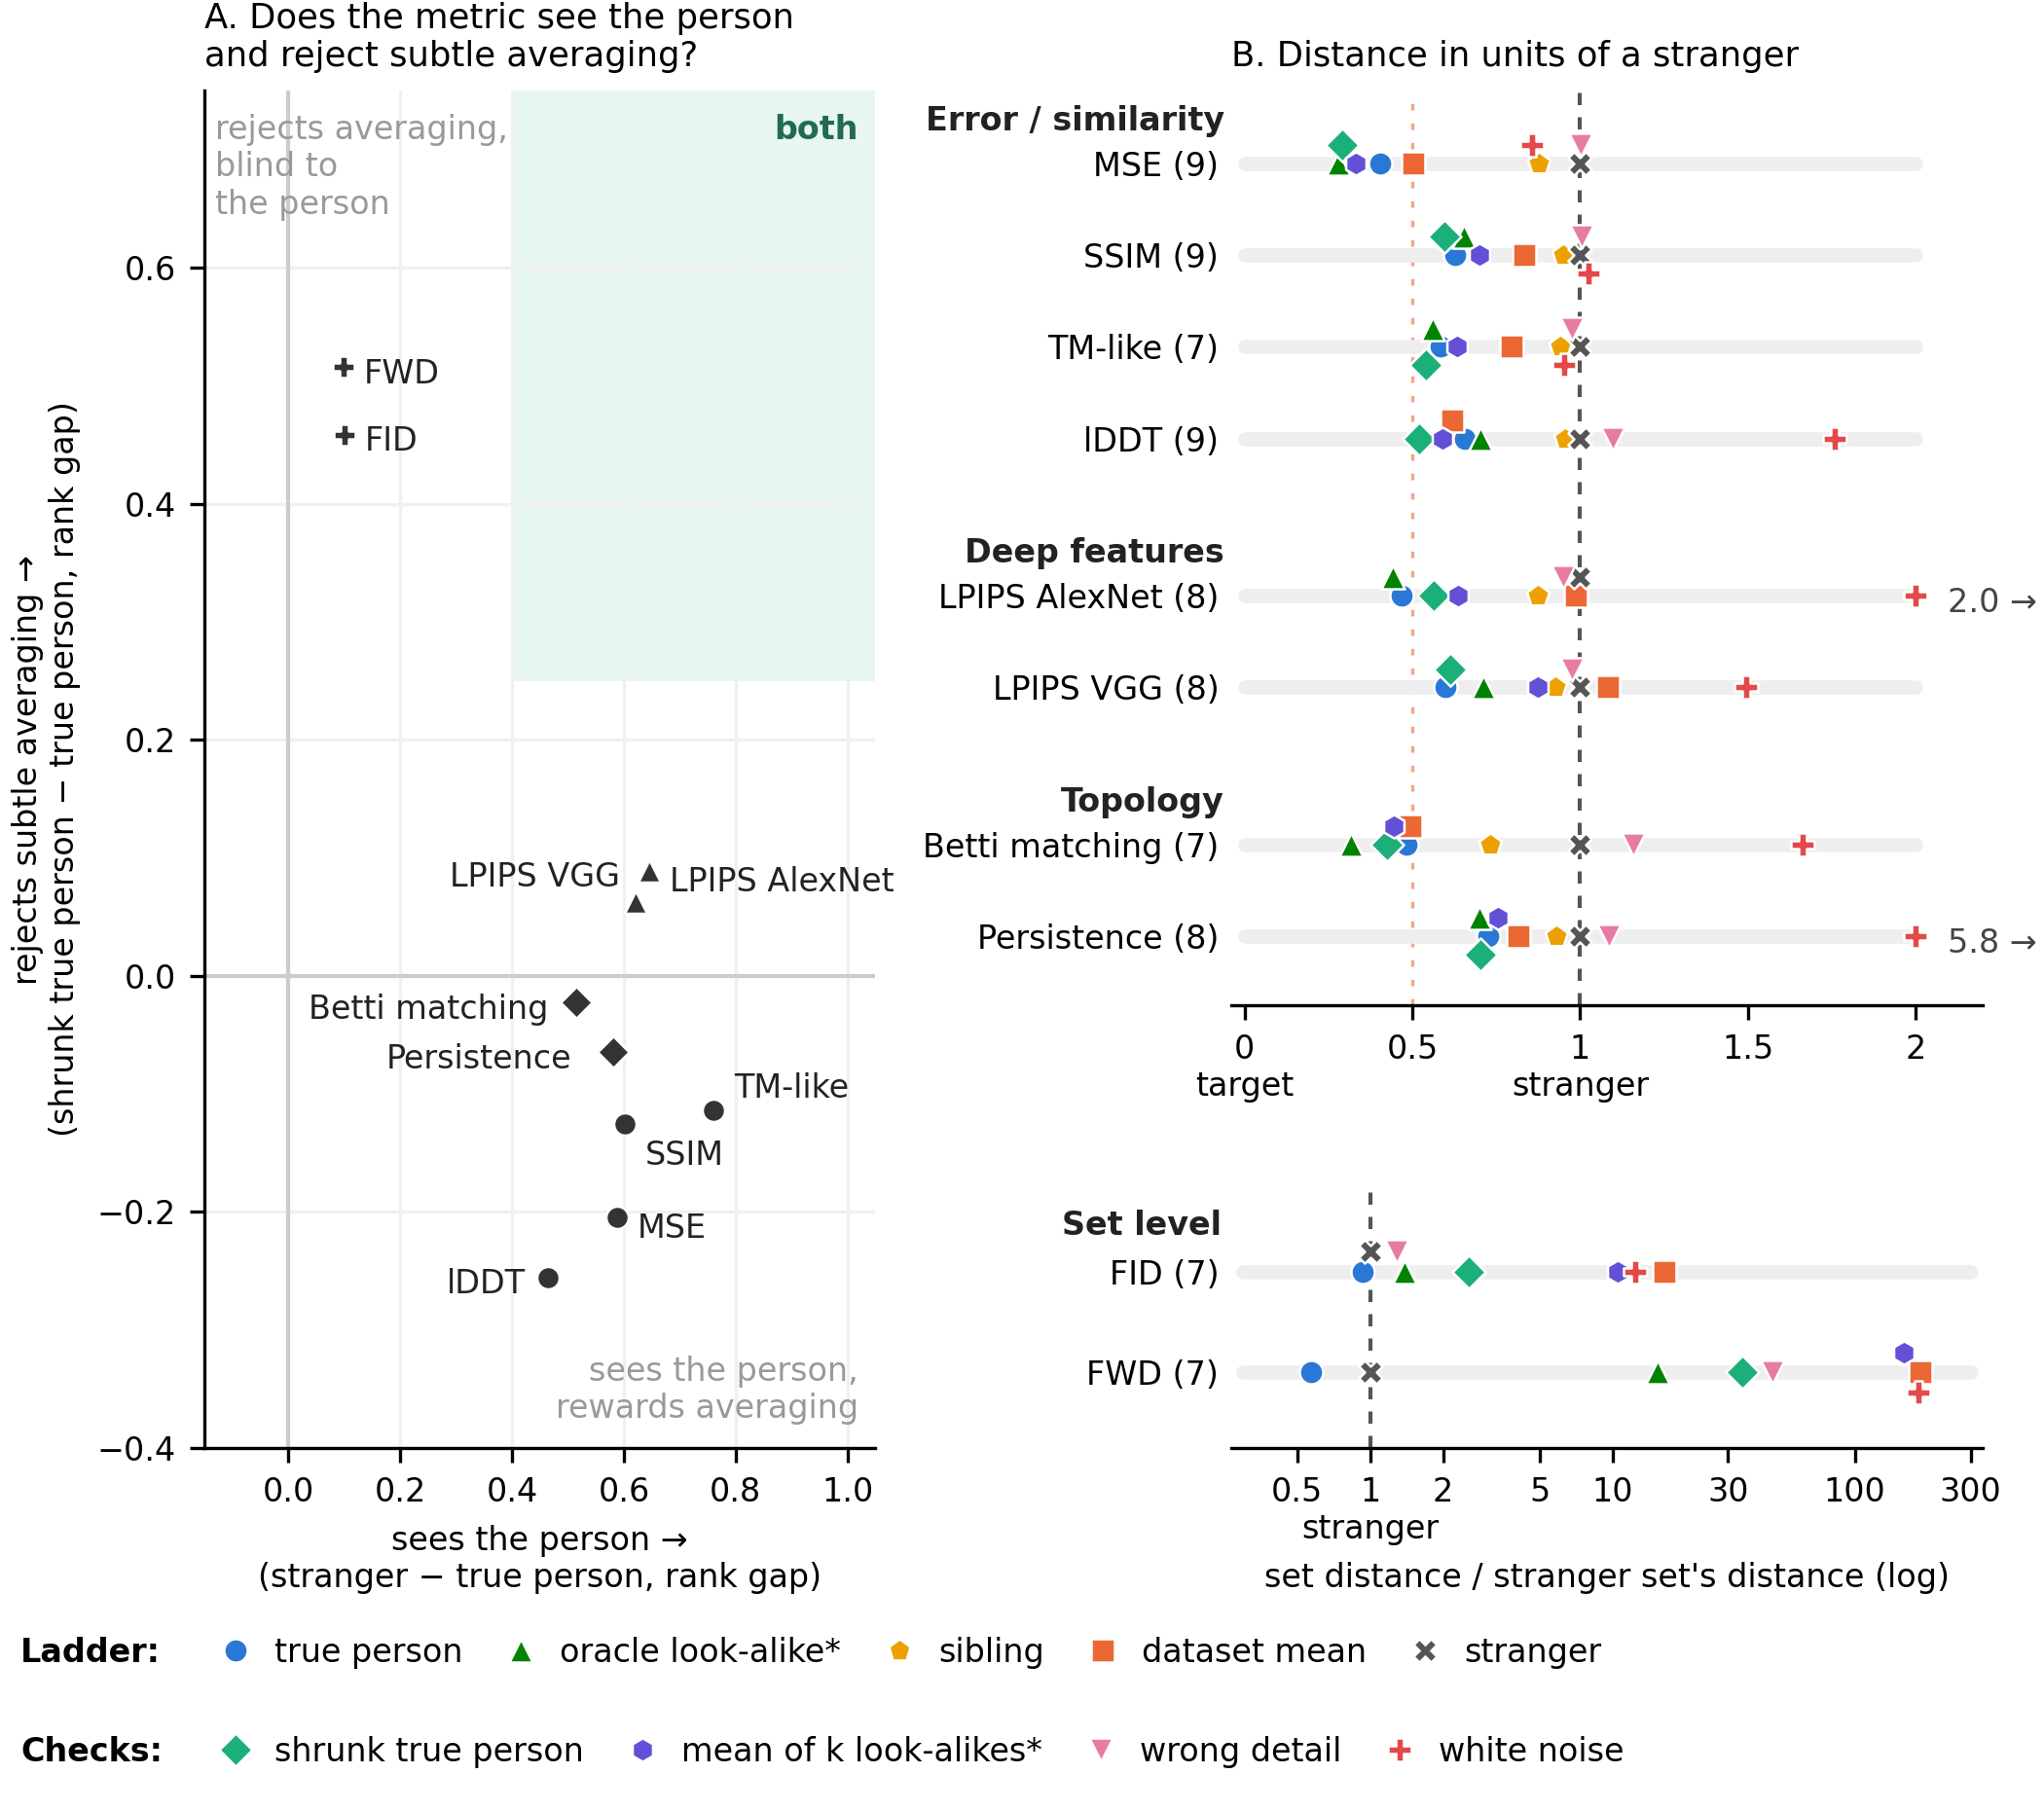 A. Does the metric see the person
and reject subtle averaging?
rejects averaging,
blind to
the person
both
FWD
FID
LPIPS VGG
LPIPS AlexNet
Betti matching
Persistence
TM-like
SSIM
MSE
lDDT
sees the person,
rewards averaging
0.6
0.4
0.2
0.0
−0.2
−0.4
0.0 0.2 0.4 0.6 0.8 1.0
rejects subtle averaging →
(shrunk true person − true person, rank gap)
sees the person →
(stranger − true person, rank gap)
B. Distance in units of a stranger
Error / similarity
MSE (9)
SSIM (9)
TM-like (7)
lDDT (9)
Deep features
LPIPS AlexNet (8) 2.0 →
LPIPS VGG (8)
Topology
Betti matching (7)
Persistence (8) 5.8 →
0 0.5 1 1.5 2
target stranger
Set level
FID (7)
FWD (7)
0.5 1 2 5 10 30 100 300
stranger
set distance / stranger set's distance (log)
Ladder: true person oracle look-alike* sibling dataset mean stranger
Checks: shrunk true person mean of k look-alikes* wrong detail white noise